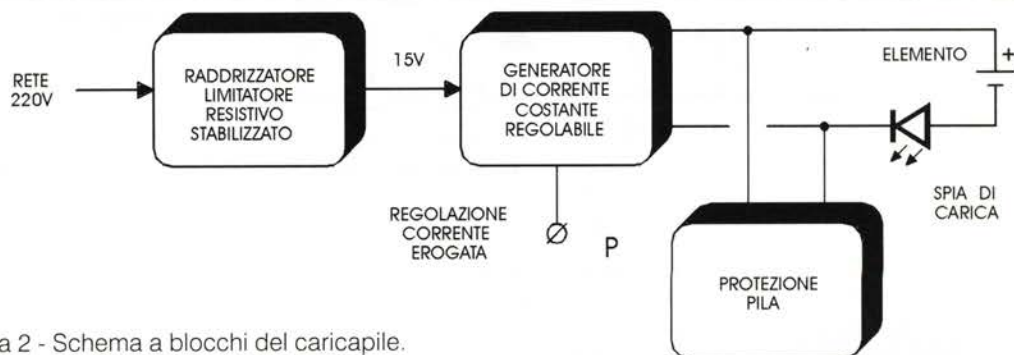 RETE
220V
RADDRIZZATORE
LIMITATORE
RESISTIVO
STABILIZZATO
15V
GENERATORE
DI CORRENTE
COSTANTE
REGOLABILE
ELEMENTO
+
SPIA DI
CARICA
REGOLAZIONE
CORRENTE
EROGATA
P
PROTEZIONE
PILA
a 2 - Schema a blocchi del caricapile.